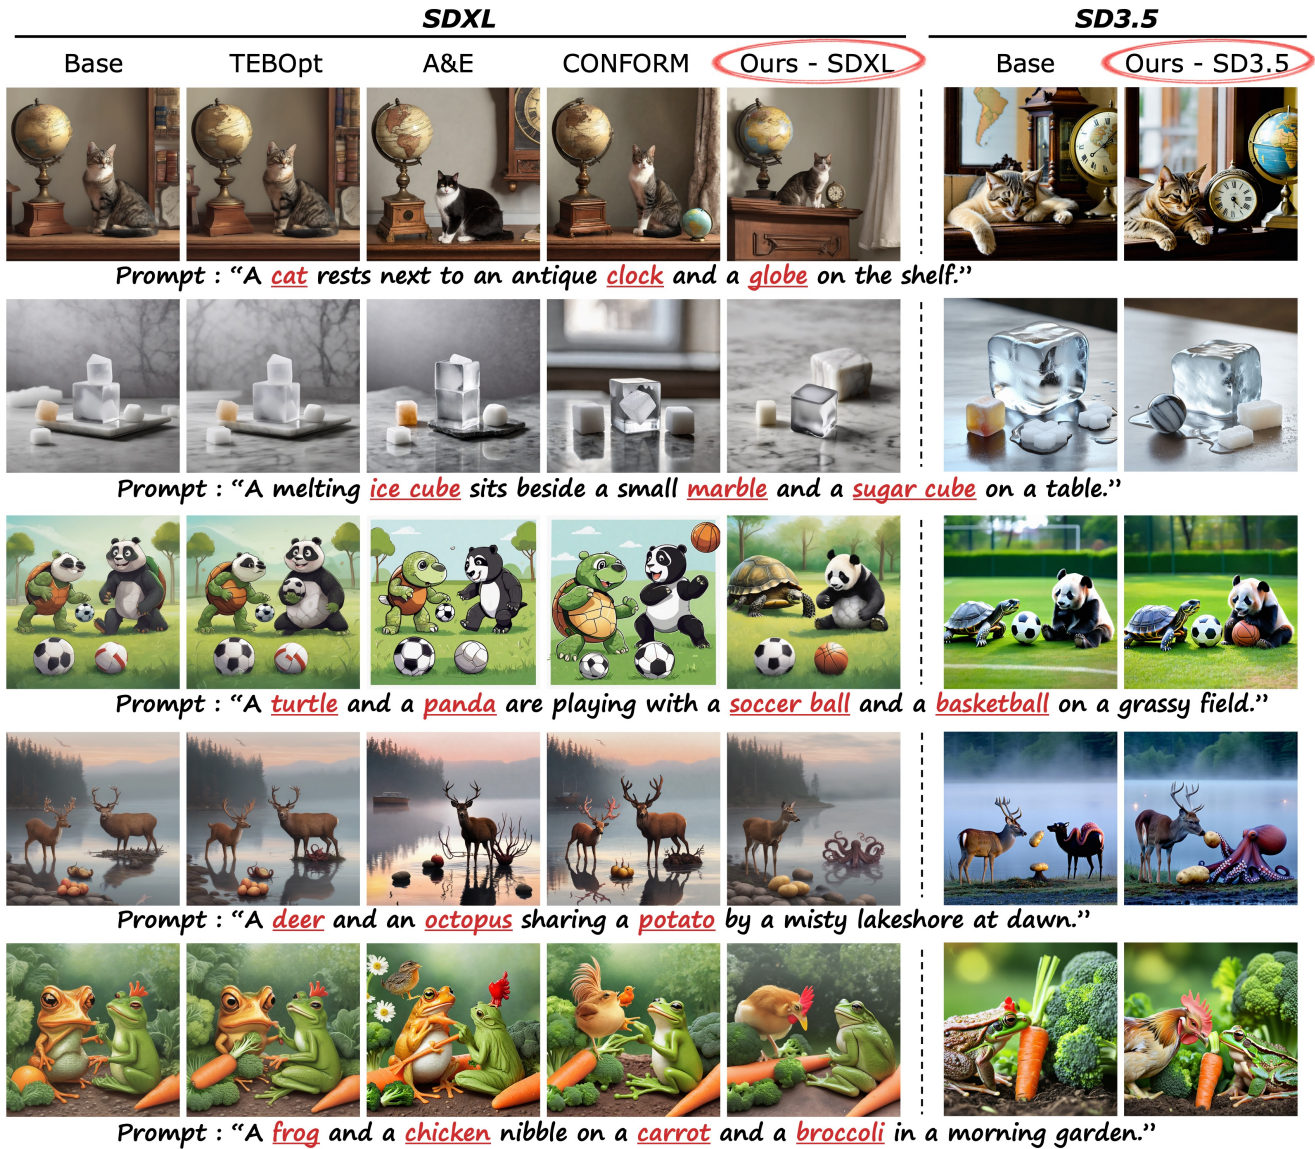 SDXL SD3.5
Base TEBOpt A&E CONFORM Ours - SDXL Base Ours - SD3.5
Prompt : “A cat rests next to an antique clock and a globe on the shelf.”
Prompt : “A melting ice cube sits beside a small marble and a sugar cube on a table.”
Prompt : “A turtle and a panda are playing with a soccer ball and a basketball on a grassy field.”
Prompt : “A deer and an octopus sharing a potato by a misty lakeshore at dawn.”
Prompt : “A frog and a chicken nibble on a carrot and a broccoli in a morning garden.”